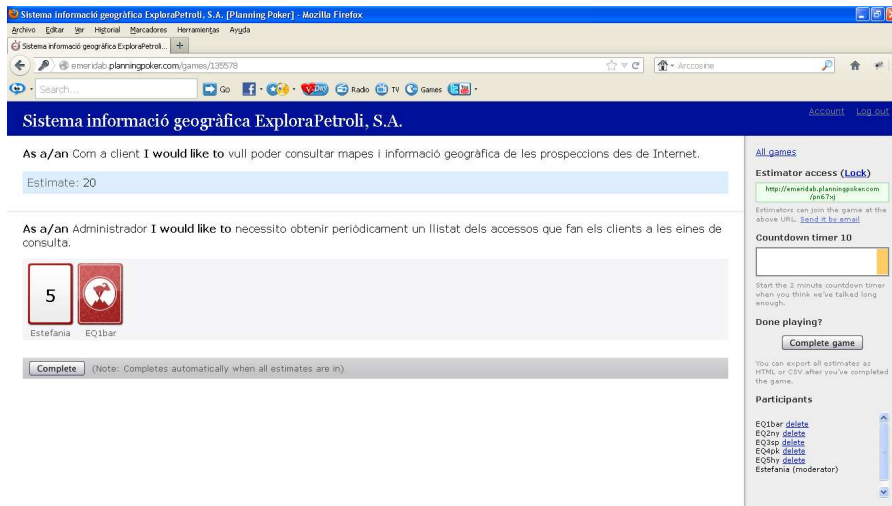 Sistema informació geogràfica ExploraPetroli, S.A. [Planning Poker] - Mozilla Firefox
Archivo Editar Ver Historial Marcadores Herramientas Ayuda
Sistema informació geogràfica ExploraPetroli... +
emeridab.planningpoker.com/games/135578
Arccosine
Search...
Go
Radio
TV
Games
Sistema informació geogràfica ExploraPetroli, S.A.
Account Log out
As a/an Com a client I would like to vull poder consultar mapes i informació geogràfica de les prospeccions des de Internet.
Estimate: 20
As a/an Administrador I would like to necessito obtenir periòdicament un llistat dels accessos que fan els clients a les eines de
consulta.
5
Estefania EQ1bar
Complete (Note: Completes automatically when all estimates are in)
All games
Estimator access (Lock)
http://emeridab.planningpoker.com
/pn67xj
Estimators can join the game at the
above URL. Send it by email
Countdown timer 10
Start the 2 minute countdown timer
when you think we've talked long
enough.
Done playing?
Complete game
You can export all estimates as
HTML or CSV after you've completed
the game.
Participants
EQ1bar delete
EQ2ny delete
EQ3sp delete
EQ4pk delete
EQ5hy delete
Estefania (moderator)